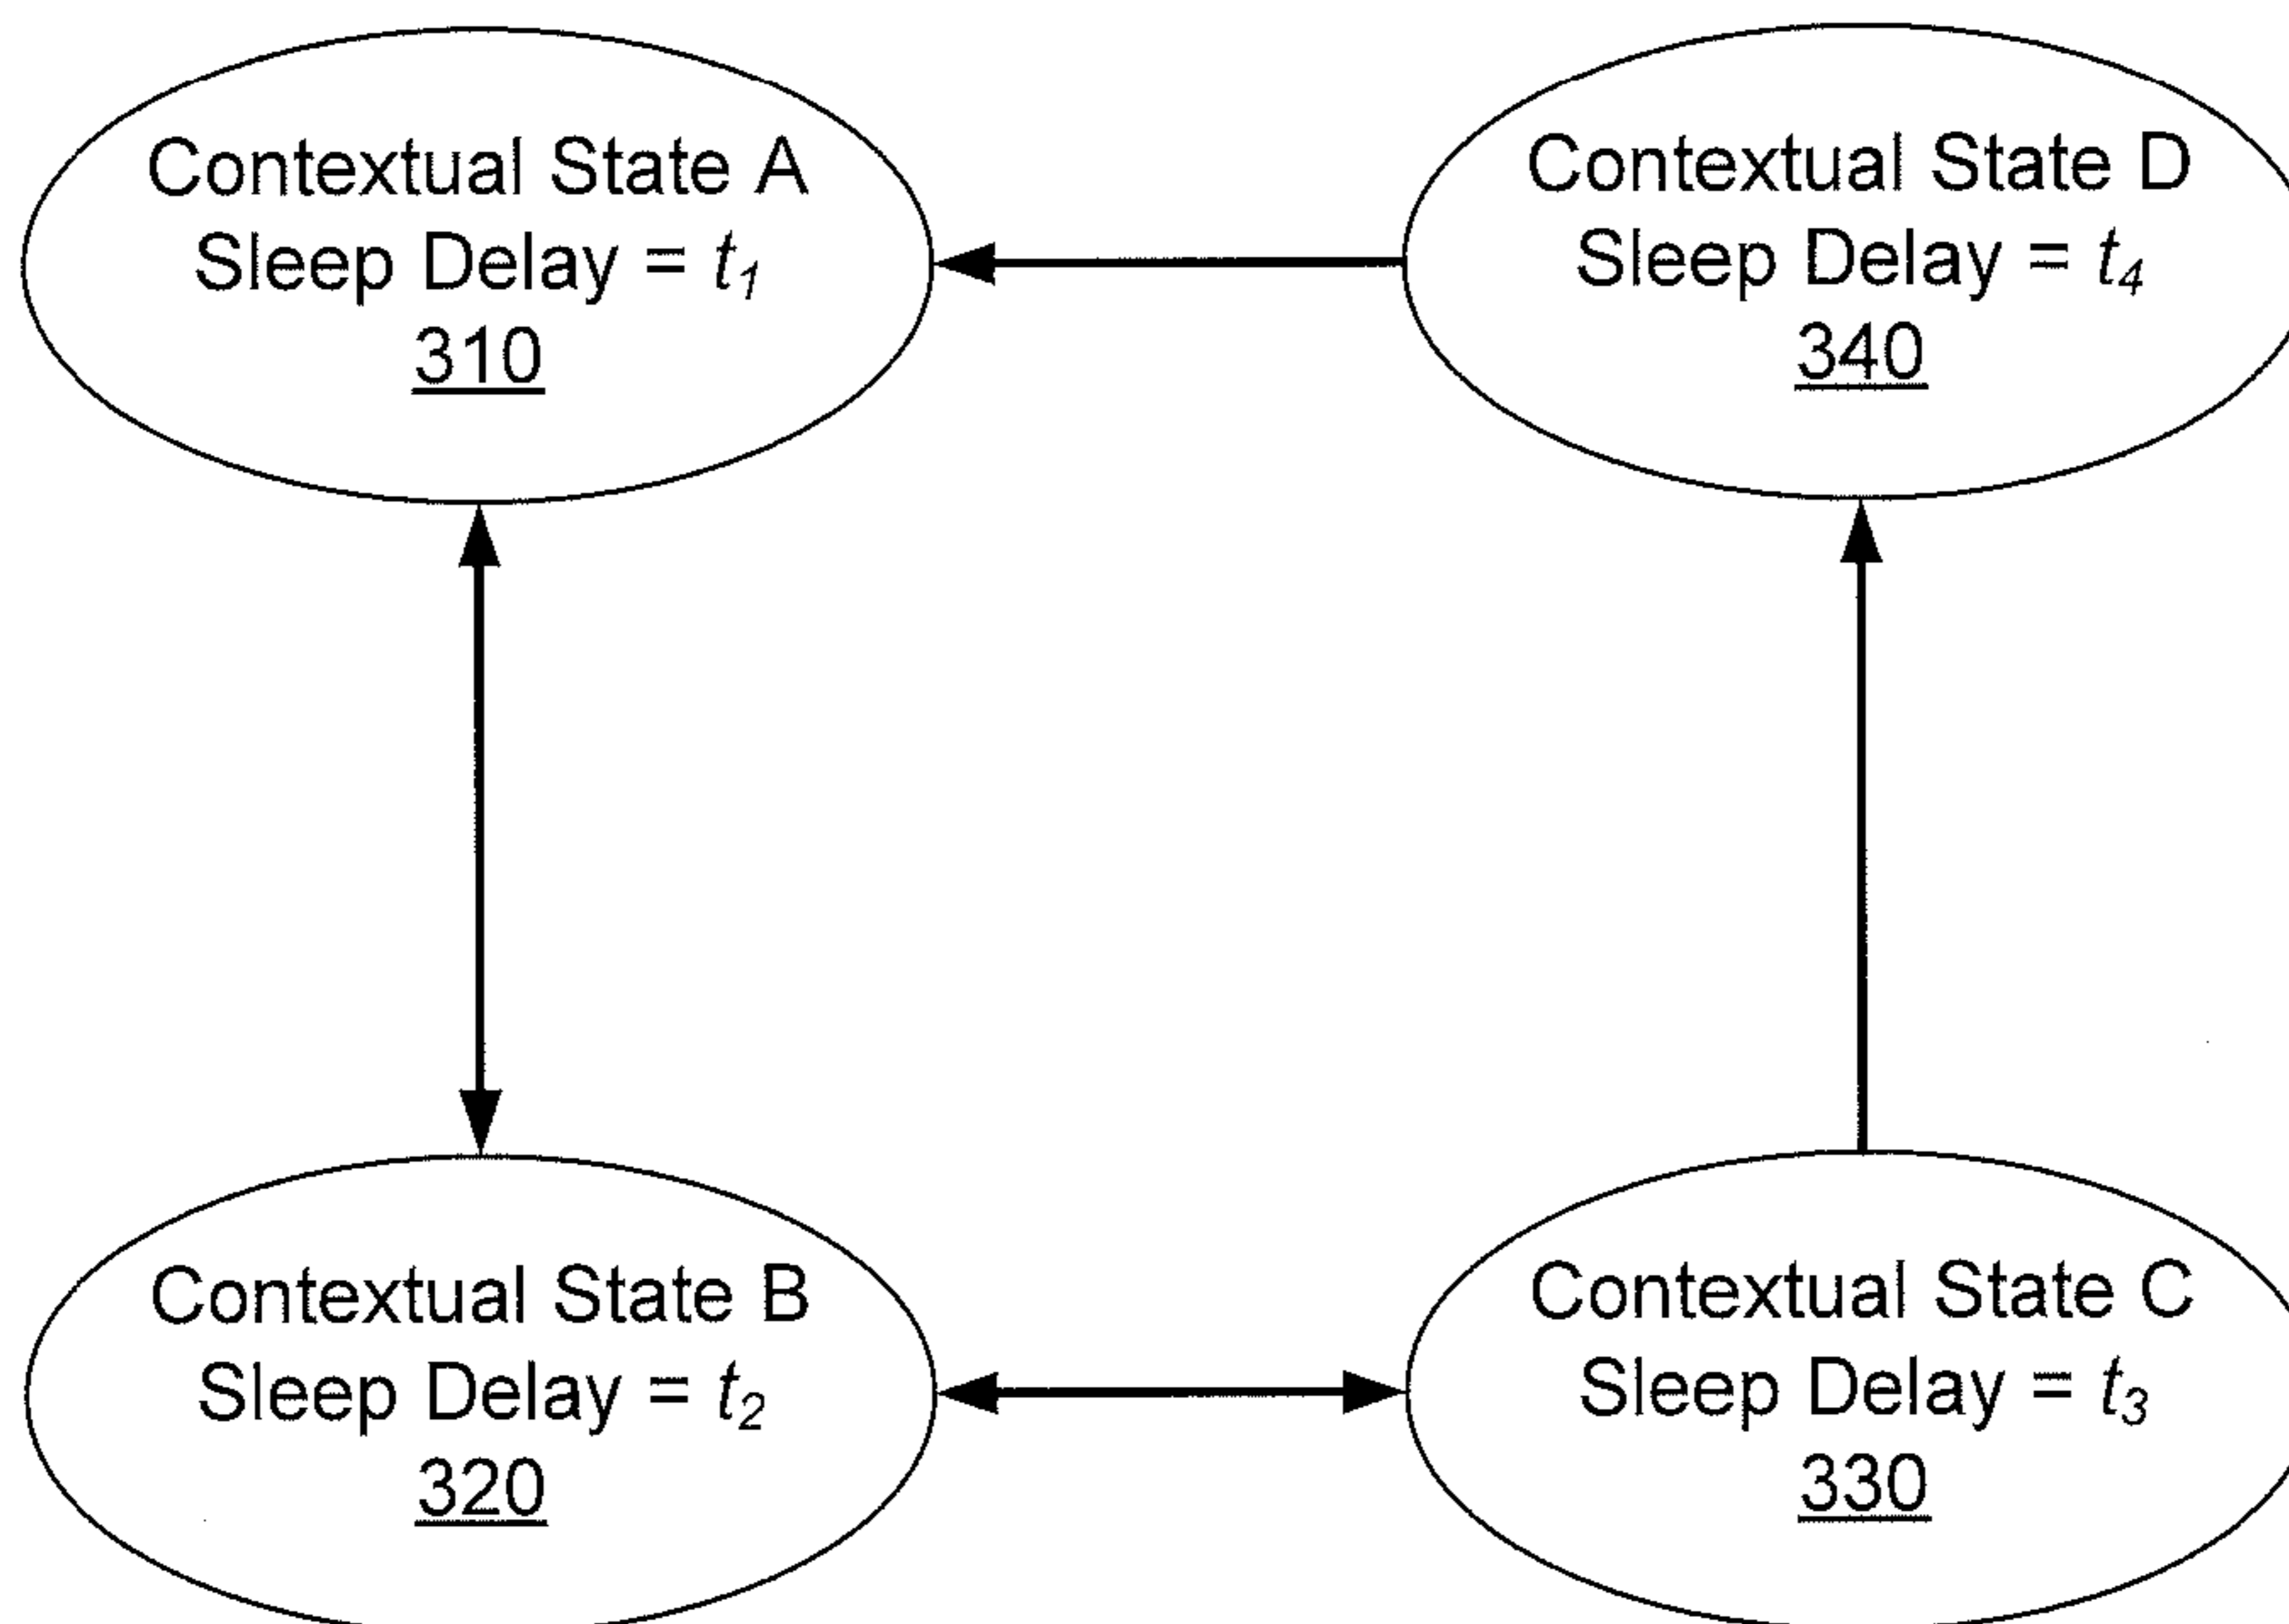 Contextual State A
Sleep Delay = t₁
310
Contextual State D
Sleep Delay = t₄
340
Contextual State B
Sleep Delay = t₂
320
Contextual State C
Sleep Delay = t₃
330